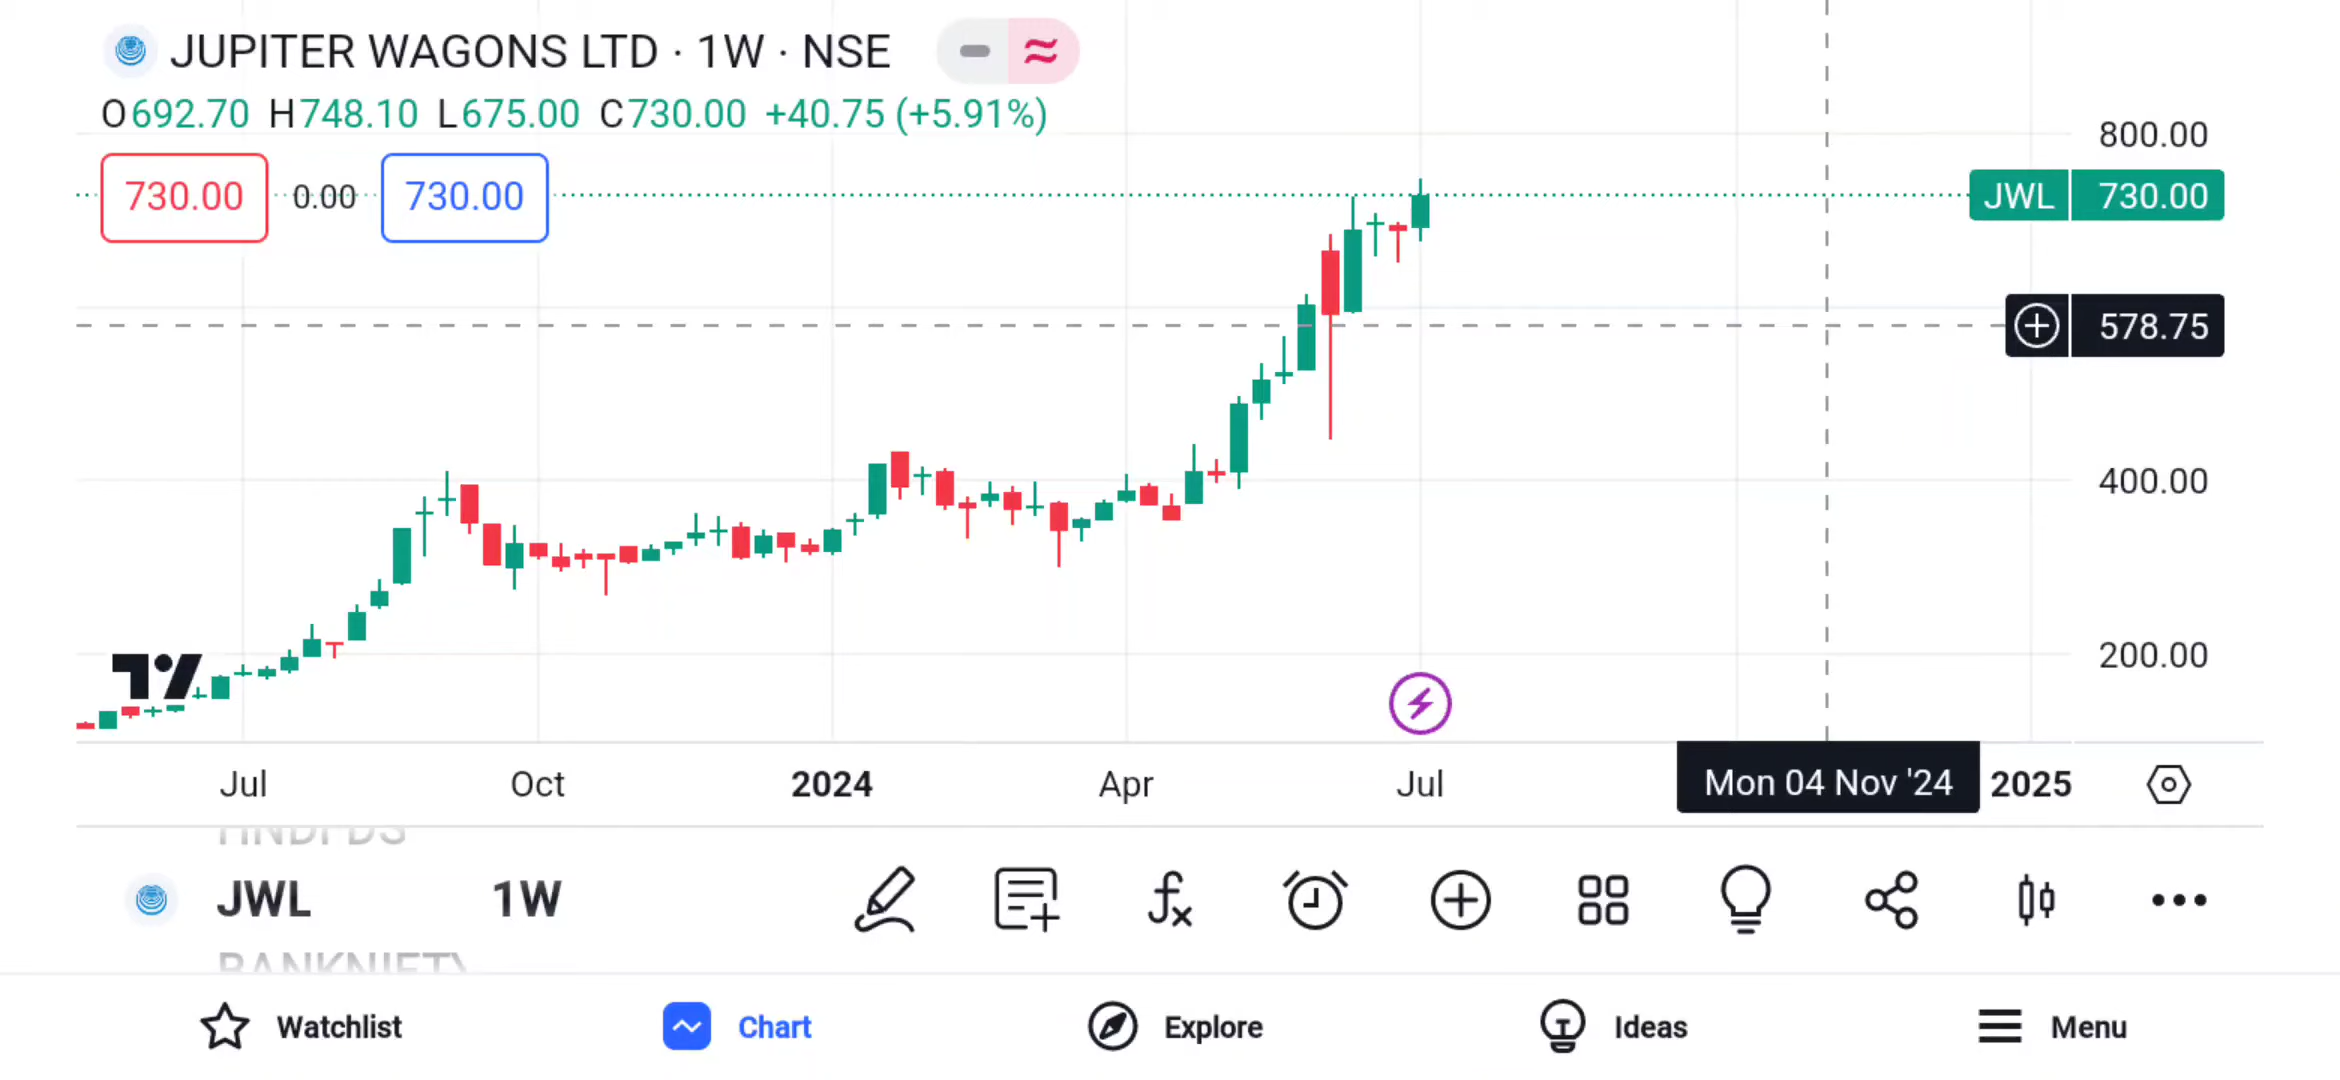 JUPITER WAGONS LTD · 1W · NSE
O692.70 H748.10 L675.00 C730.00 +40.75 (+5.91%)
800.00
730.00 0.00 730.00
JWL 730.00
578.75
400.00
200.00
Jul Oct 2024 Apr Jul Mon 04 Nov '24 2025
JWL 1W
BANKNIFTY
Watchlist Chart Explore Ideas Menu